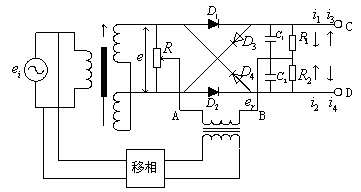 D₁ i₁ i₃ C
R C₁ R₁
eᵢ e D₃
D₄ C₁ R₂
D₂ eᵣ i₂ i₄ D
A B
移相